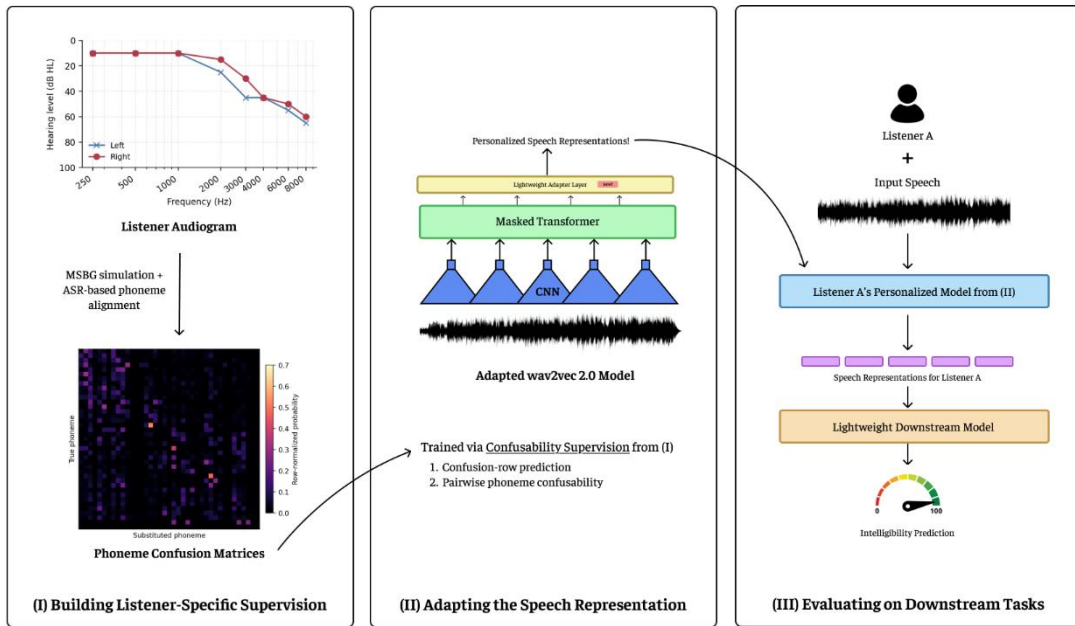 0
20
40
60
80
100
Hearing level (dB HL)
Left
Right
250
500
1000
2000
3000
4000
6000
8000
Frequency (Hz)
Listener Audiogram
MSBG simulation +
ASR-based phoneme
alignment
True phoneme
Substituted phoneme
0.7
0.6
0.5
0.4
0.3
0.2
0.1
0.0
Row-normalized probability
Phoneme Confusion Matrices
(I) Building Listener-Specific Supervision
Personalized Speech Representations!
Lightweight Adapter Layer
Masked Transformer
CNN
Adapted wav2vec 2.0 Model
Trained via Confusability Supervision from (I)
1. Confusion-row prediction
2. Pairwise phoneme confusability
(II) Adapting the Speech Representation
Listener A
+
Input Speech
Listener A's Personalized Model from (II)
Speech Representations for Listener A
Lightweight Downstream Model
0
100
Intelligibility Prediction
(III) Evaluating on Downstream Tasks